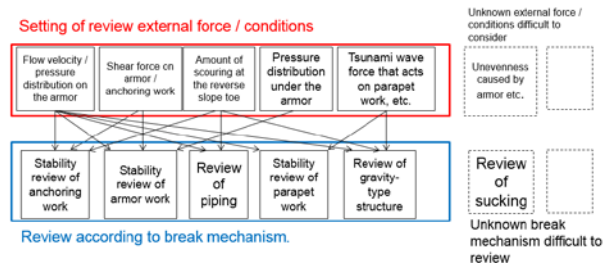 Setting of review external force / conditions
Unknown external force /
conditions difficult to
consider
Flow velocity /
pressure
distribution on
the armor
Shear force on
armor /
anchoring work
Amount of
scouring at
the reverse
slope toe
Pressure
distribution
under the
armor
Tsunami wave
force that acts
on parapet
work, etc.
Unevenness
caused by
armor etc.
Stability
review of
anchoring
work
Stability
review of
armor work
Review
of
piping
Stability
review of
parapet
work
Review of
gravity-
type
structure
Review
of
sucking
Review according to break mechanism.
Unknown break
mechanism difficult to
review